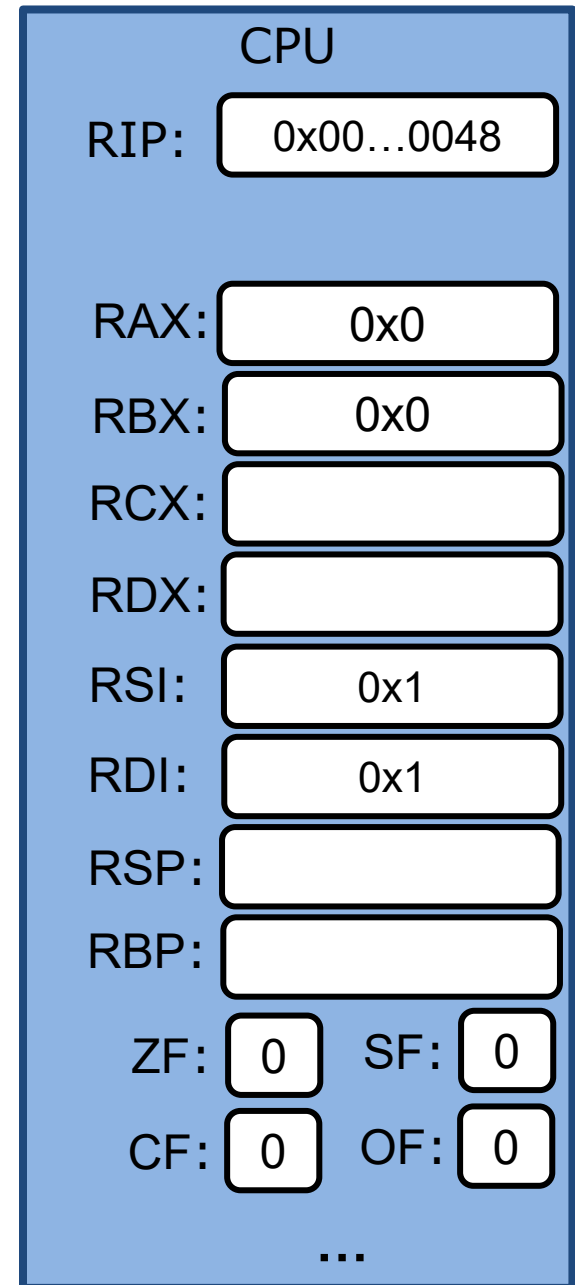 CPU
RIP: 0x00…0048
RAX: 0x0
RBX: 0x0
RCX:
RDX:
RSI: 0x1
RDI: 0x1
RSP:
RBP:
ZF: 0 SF: 0
CF: 0 OF: 0
...